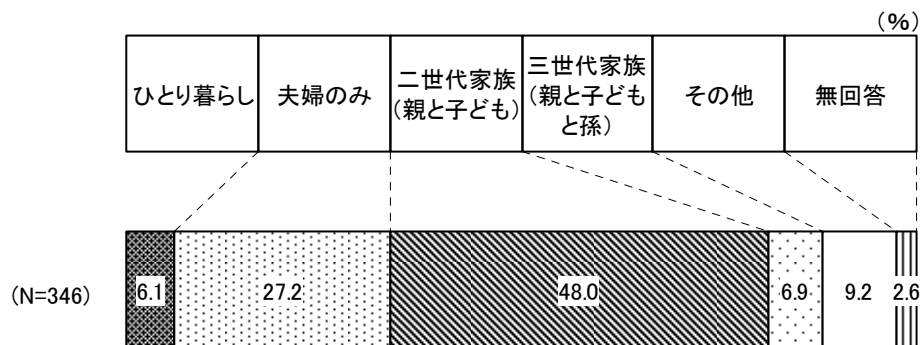 (%)
ひとり暮らし
夫婦のみ
二世代家族
(親と子ども)
三世代家族
(親と子ども
と孫)
その他
無回答
(N=346)
6.1
27.2
48.0
6.9
9.2
2.6